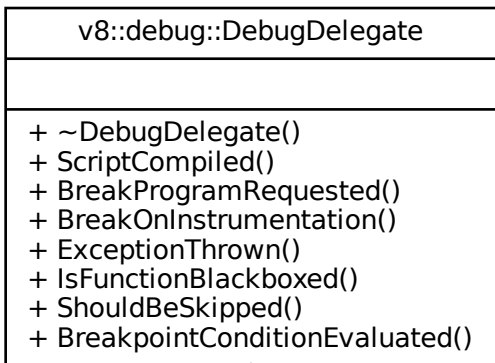 v8::debug::DebugDelegate
+ ~DebugDelegate()
+ ScriptCompiled()
+ BreakProgramRequested()
+ BreakOnInstrumentation()
+ ExceptionThrown()
+ IsFunctionBlackboxed()
+ ShouldBeSkipped()
+ BreakpointConditionEvaluated()